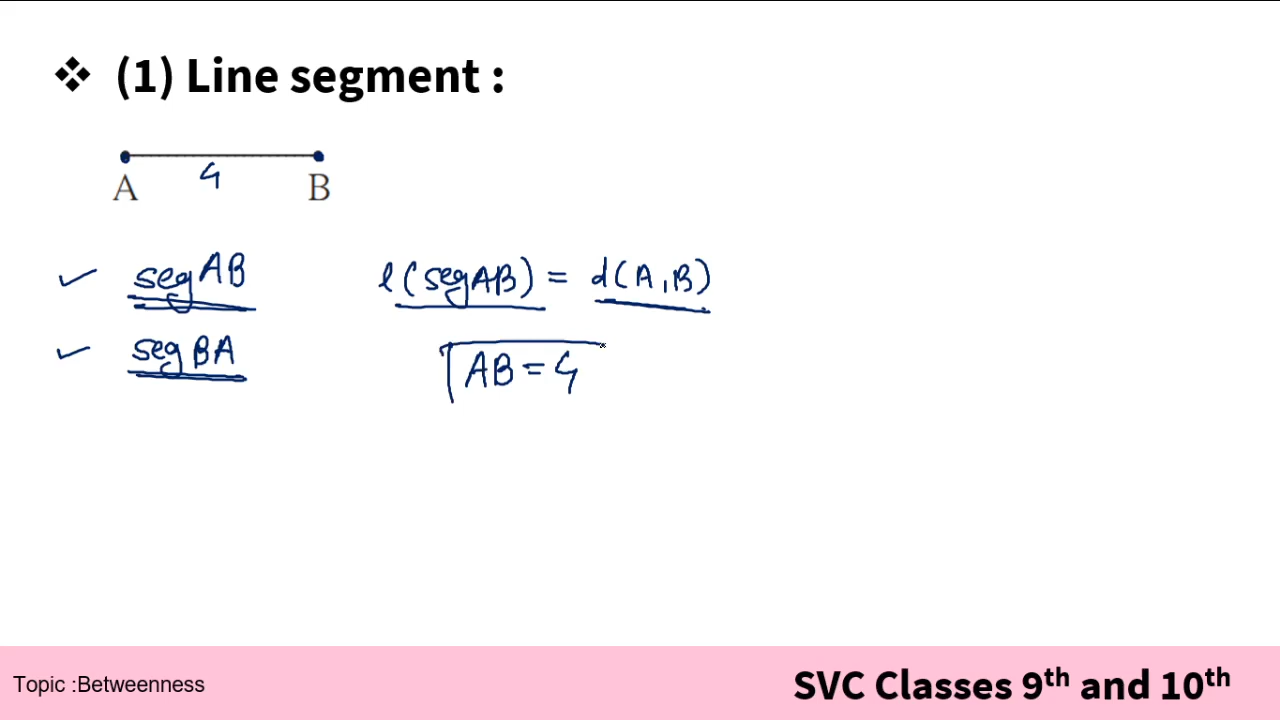 ❖ (1) Line segment :
4
A B
seg AB l(seg AB) = d(A,B)
seg BA AB = 4
Topic :Betweenness
SVC Classes 9th and 10th